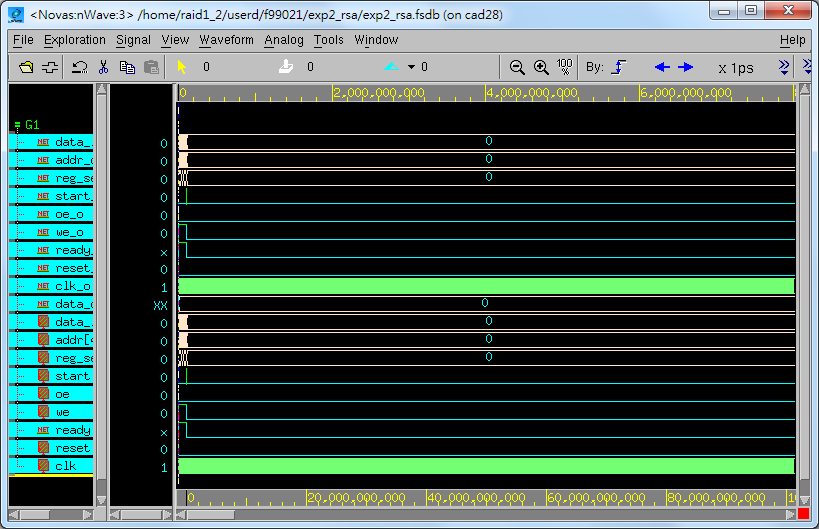 <Novas:nWave:3> /home/raid1_2/userd/f99021/exp2_rsa/exp2_rsa.fsdb (on cad28)
File Exploration Signal View Waveform Analog Tools Window Help
0 0 0 100 % By: x 1ps
0 2,000,000,000 4,000,000,000 6,000,000,000
G1
data_ 0 0
addr_ 0 0
reg_se 0 0
start_ 0
oe_o 0
we_o 0
ready_ x
reset_ 0
clk_o 1
data_ XX 0
data_ 0 0
addr[ 0 0
reg_se 0 0
start 0
oe 0
we 0
ready x
reset 0
clk 1
0 20,000,000,000 40,000,000,000 60,000,000,000 80,000,000,000